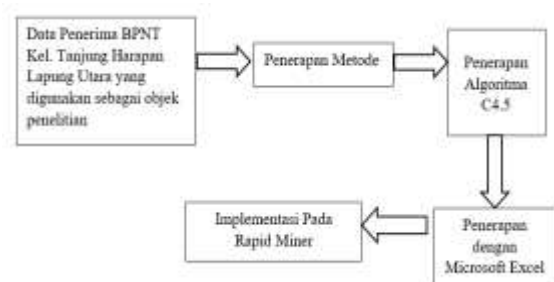 Data Penerima BPNT
Kel. Tanjung Harapan
Lapung Utara yang
digunakan sebagai objek
penelitian
Penerapan Metode
Penerapan
Algoritma
C4.5
Penerapan
dengan
Microsoft Excel
Implementasi Pada
Rapid Miner